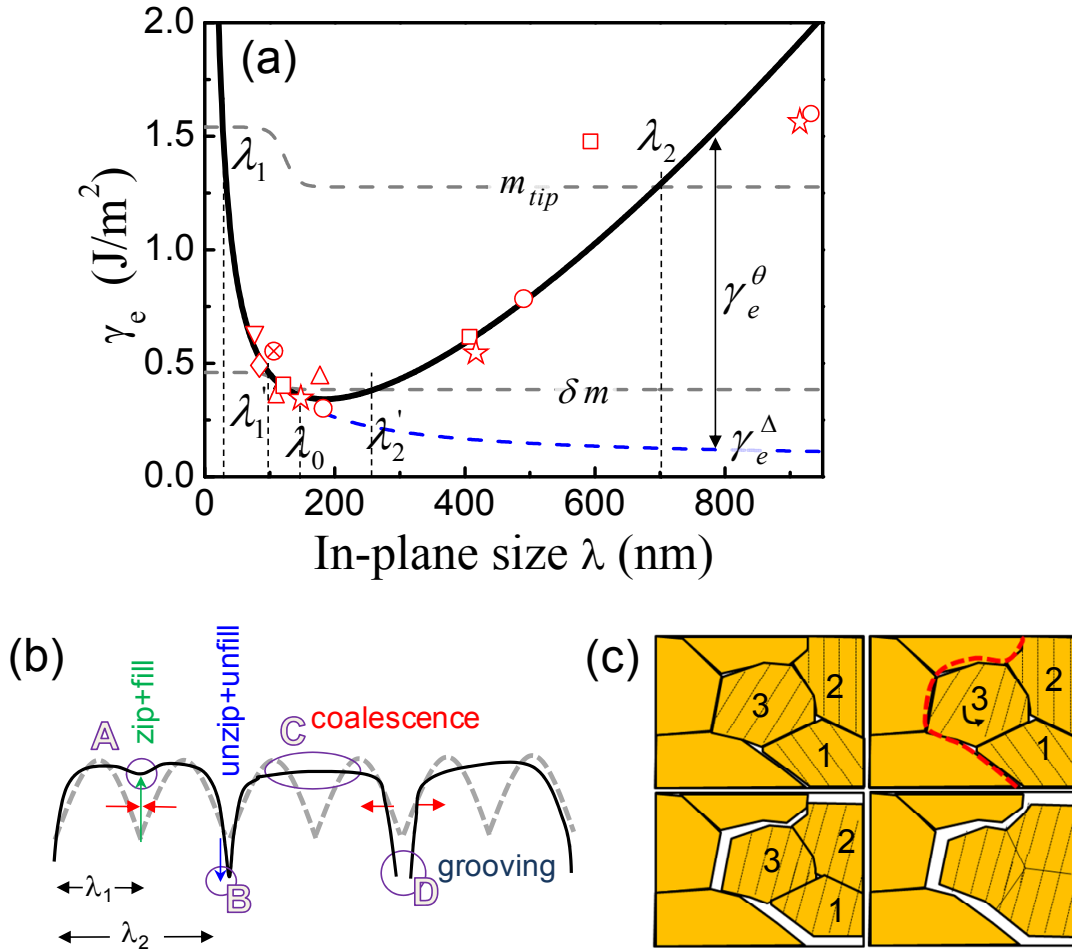 (a)
2.0
1.5
1.0
0.5
0.0
γe (J/m²)
λ1
λ2
mtip
γeθ
δm
λ1'
λ0
λ2'
γeΔ
0 200 400 600 800
In-plane size λ (nm)
(b)
zip+fill
unzip+unfill
A
C
coalescence
B
D
grooving
λ1
λ2
(c)
3
2
1
3
2
1
3
2
1